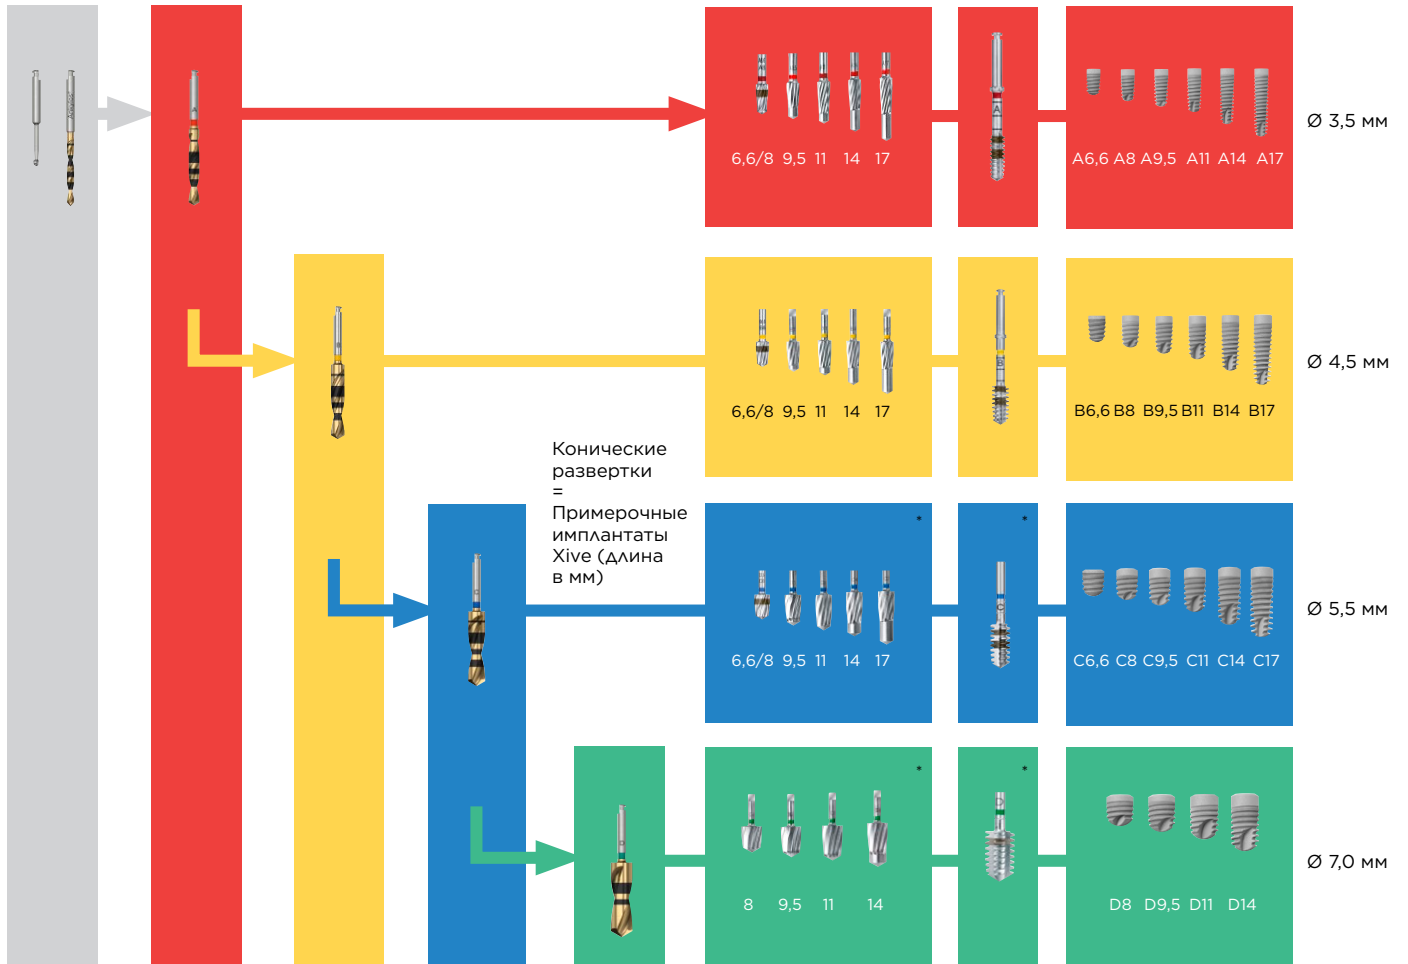 6,6/8 9,5 11 14 17
A
A
A6,6 A8 A9,5 A11 A14 A17
Ø 3,5 мм
6,6/8 9,5 11 14 17
B
B6,6 B8 B9,5 B11 B14 B17
Ø 4,5 мм
Конические
развертки
=
Примерочные
имплантаты
Xive (длина
в мм)
*
*
6,6/8 9,5 11 14 17
C
C6,6 C8 C9,5 C11 C14 C17
Ø 5,5 мм
*
*
D
8 9,5 11 14
D8 D9,5 D11 D14
Ø 7,0 мм